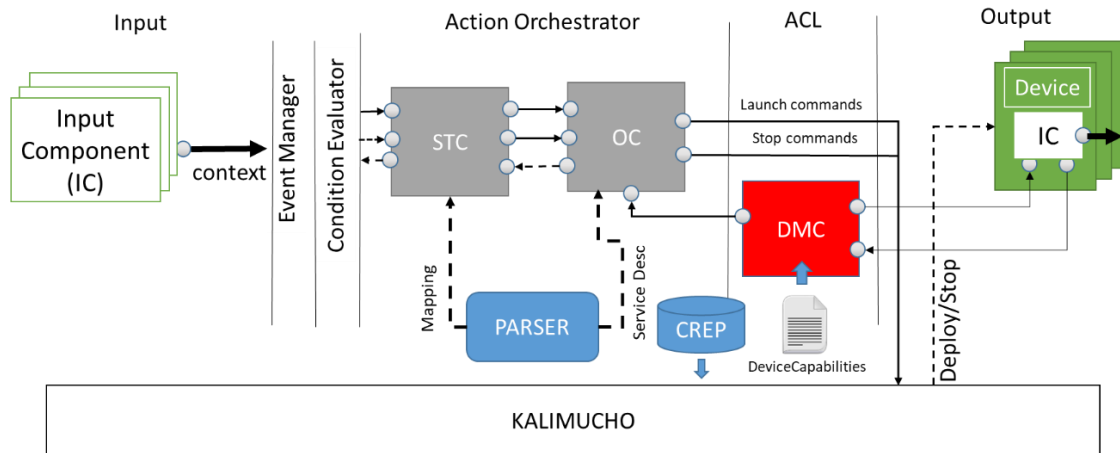 Input
Action Orchestrator
ACL
Output
Input
Component
(IC)
context
Event Manager
Condition Evaluator
STC
OC
Launch commands
Stop commands
Device
IC
DMC
Mapping
Service Desc
PARSER
CREP
DeviceCapabilities
Deploy/Stop
KALIMUCHO